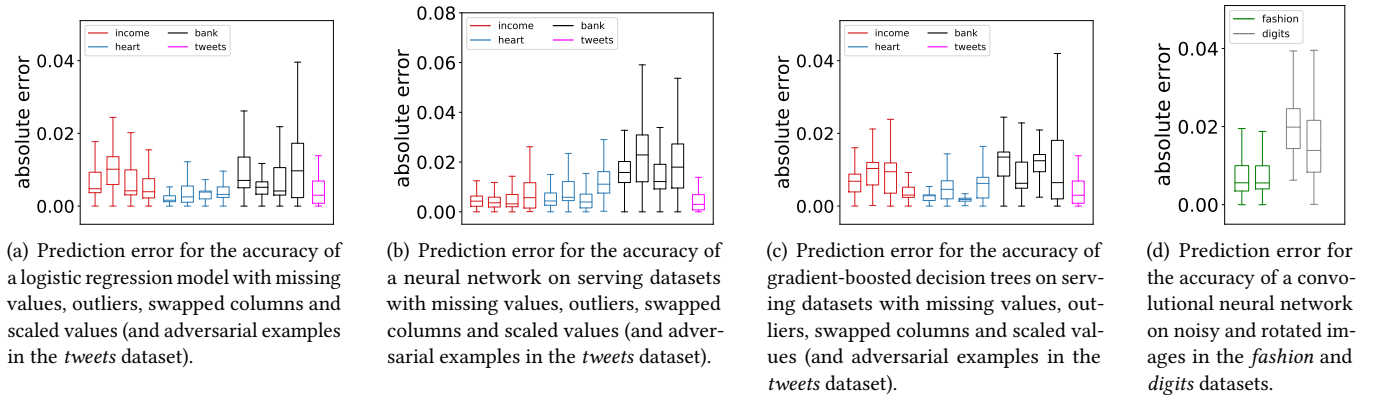 absolute error
0.04
0.02
0.00
income
heart
bank
tweets
(a) Prediction error for the accuracy of
a logistic regression model with missing
values, outliers, swapped columns and
scaled values (and adversarial examples
in the tweets dataset).
absolute error
0.08
0.06
0.04
0.02
0.00
income
heart
bank
tweets
(b) Prediction error for the accuracy of
a neural network on serving datasets
with missing values, outliers, swapped
columns and scaled values (and adver-
sarial examples in the tweets dataset).
absolute error
0.04
0.02
0.00
income
heart
bank
tweets
(c) Prediction error for the accuracy of
gradient-boosted decision trees on serv-
ing datasets with missing values, out-
liers, swapped columns and scaled val-
ues (and adversarial examples in the
tweets dataset).
absolute error
0.04
0.02
0.00
fashion
digits
(d) Prediction error for
the accuracy of a convo-
lutional neural network
on noisy and rotated im-
ages in the fashion and
digits datasets.